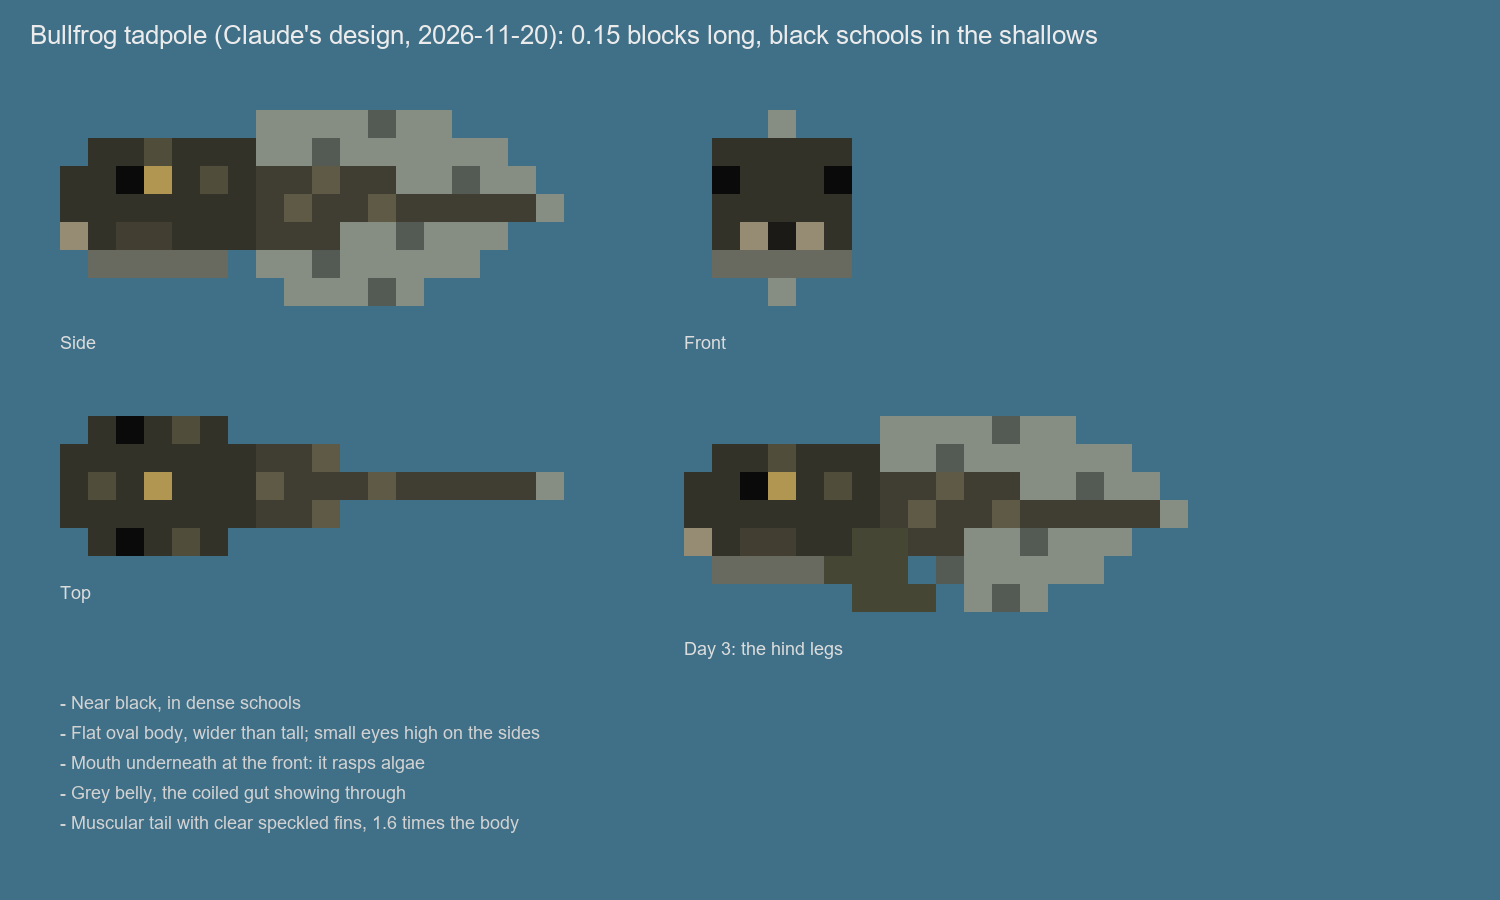 Bullfrog tadpole (Claude's design, 2026-11-20): 0.15 blocks long, black schools in the shallows
Side
Front
Top
Day 3: the hind legs
- Near black, in dense schools
- Flat oval body, wider than tall; small eyes high on the sides
- Mouth underneath at the front: it rasps algae
- Grey belly, the coiled gut showing through
- Muscular tail with clear speckled fins, 1.6 times the body